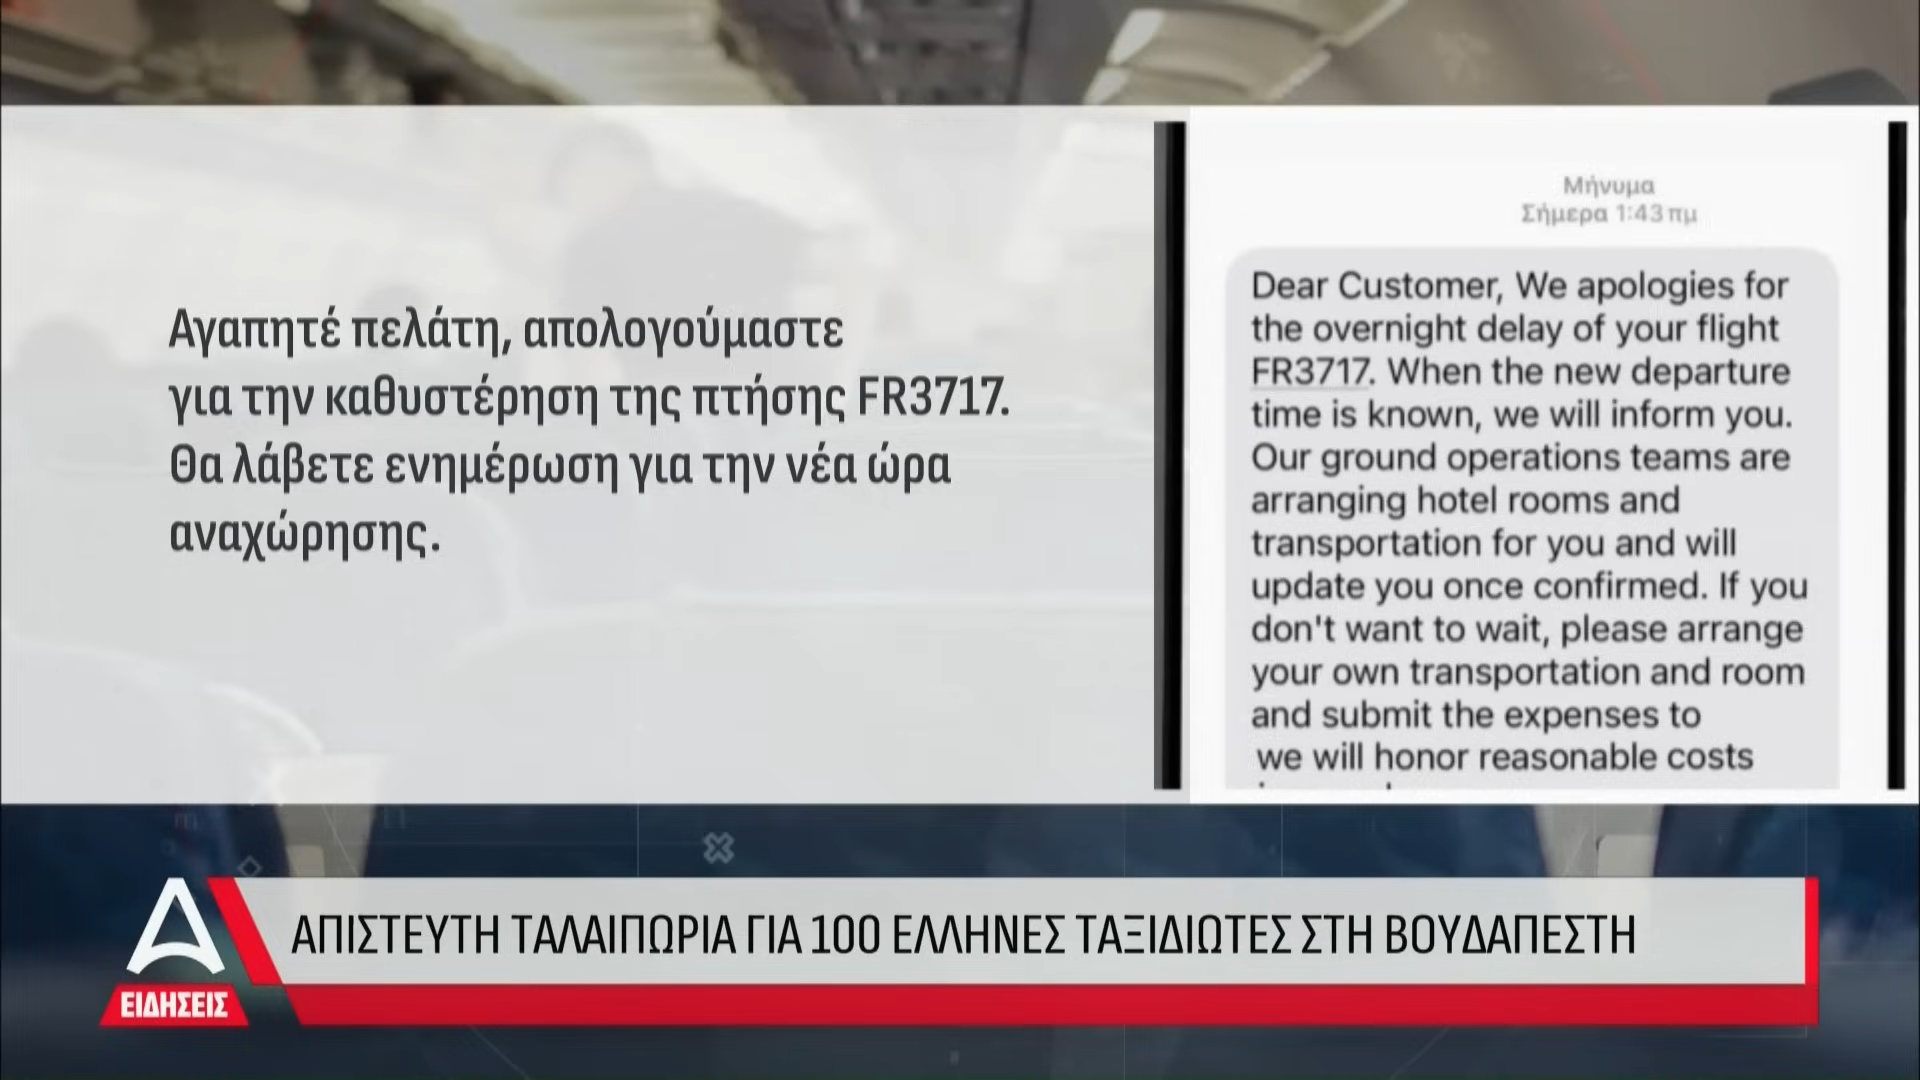 Αγαπητέ πελάτη, απολογούμαστε
για την καθυστέρηση της πτήσης FR3717.
Θα λάβετε ενημέρωση για την νέα ώρα
αναχώρησης.
Μήνυμα
Σήμερα 1:43 πμ
Dear Customer, We apologies for
the overnight delay of your flight
FR3717. When the new departure
time is known, we will inform you.
Our ground operations teams are
arranging hotel rooms and
transportation for you and will
update you once confirmed. If you
don't want to wait, please arrange
your own transportation and room
and submit the expenses to
we will honor reasonable costs
ΑΠΙΣΤΕΥΤΗ ΤΑΛΑΙΠΩΡΙΑ ΓΙΑ 100 ΕΛΛΗΝΕΣ ΤΑΞΙΔΙΩΤΕΣ ΣΤΗ ΒΟΥΔΑΠΕΣΤΗ
ΕΙΔΗΣΕΙΣ